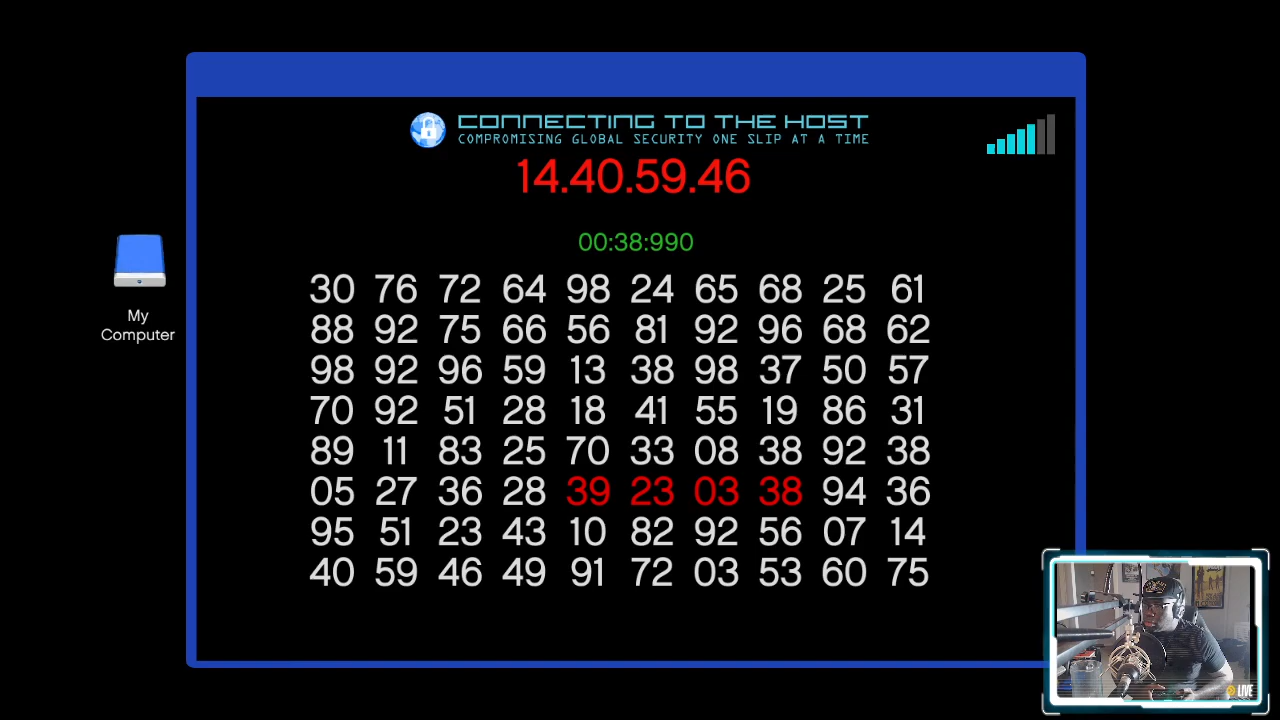 CONNECTING TO THE HOST
COMPROMISING GLOBAL SECURITY ONE SLIP AT A TIME
14.40.59.46
00:38:990
30 76 72 64 98 24 65 68 25 61
88 92 75 66 56 81 92 96 68 62
98 92 96 59 13 38 98 37 50 57
70 92 51 28 18 41 55 19 86 31
89 11 83 25 70 33 08 38 92 38
05 27 36 28 39 23 03 38 94 36
95 51 23 43 10 82 92 56 07 14
40 59 46 49 91 72 03 53 60 75
My
Computer
LIVE